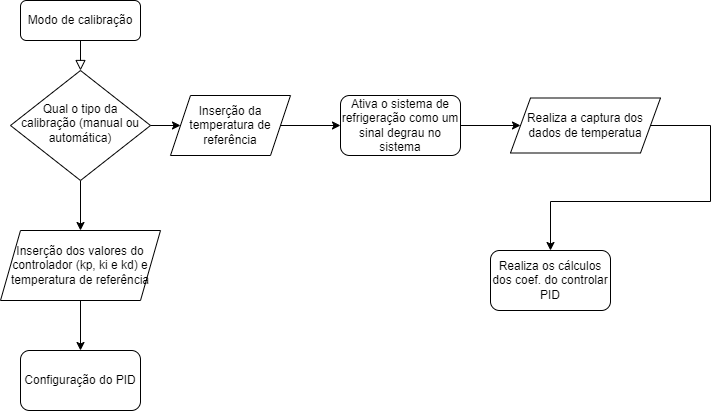 Modo de calibração
Qual o tipo da
calibração (manual ou
automática)
Inserção da
temperatura de
referência
Ativa o sistema de
refrigeração como um
sinal degrau no
sistema
Realiza a captura dos
dados de temperatua
Inserção dos valores do
controlador (kp, ki e kd) e
temperatura de referência
Realiza os cálculos
dos coef. do controlar
PID
Configuração do PID